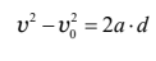 v² − v₀² = 2a · d